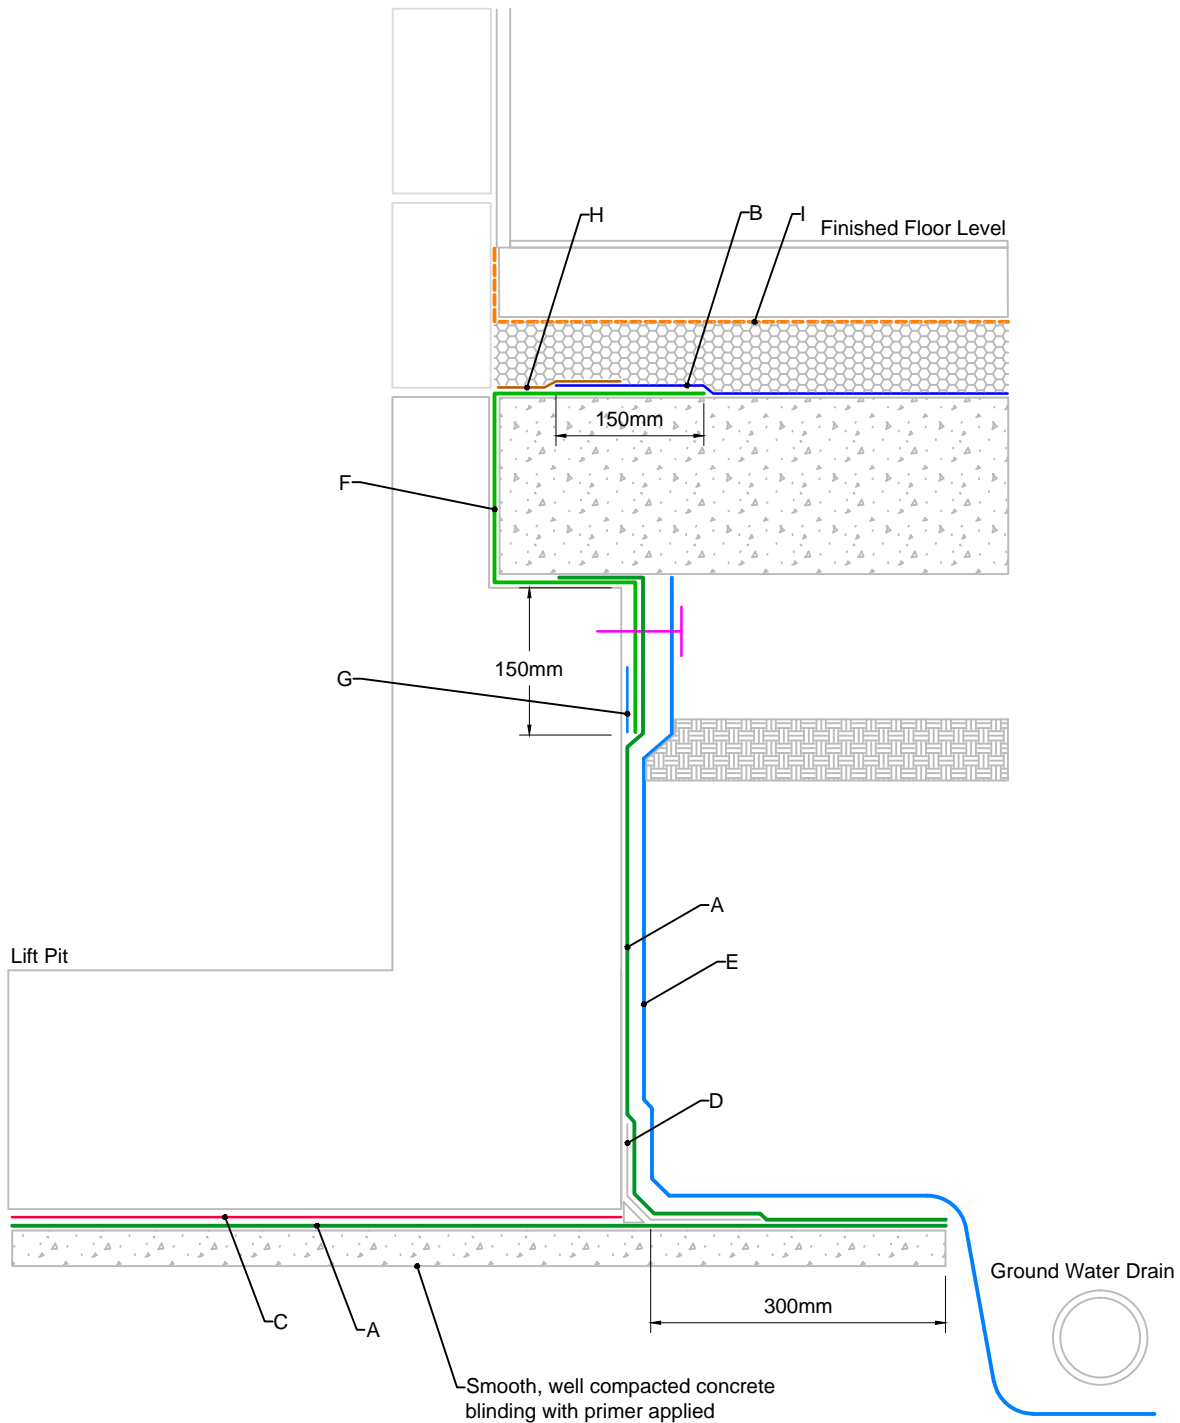 H
B
I
Finished Floor Level
150mm
F
150mm
G
A
Lift Pit
E
D
Ground Water Drain
300mm
C
A
Smooth, well compacted concrete
blinding with primer applied